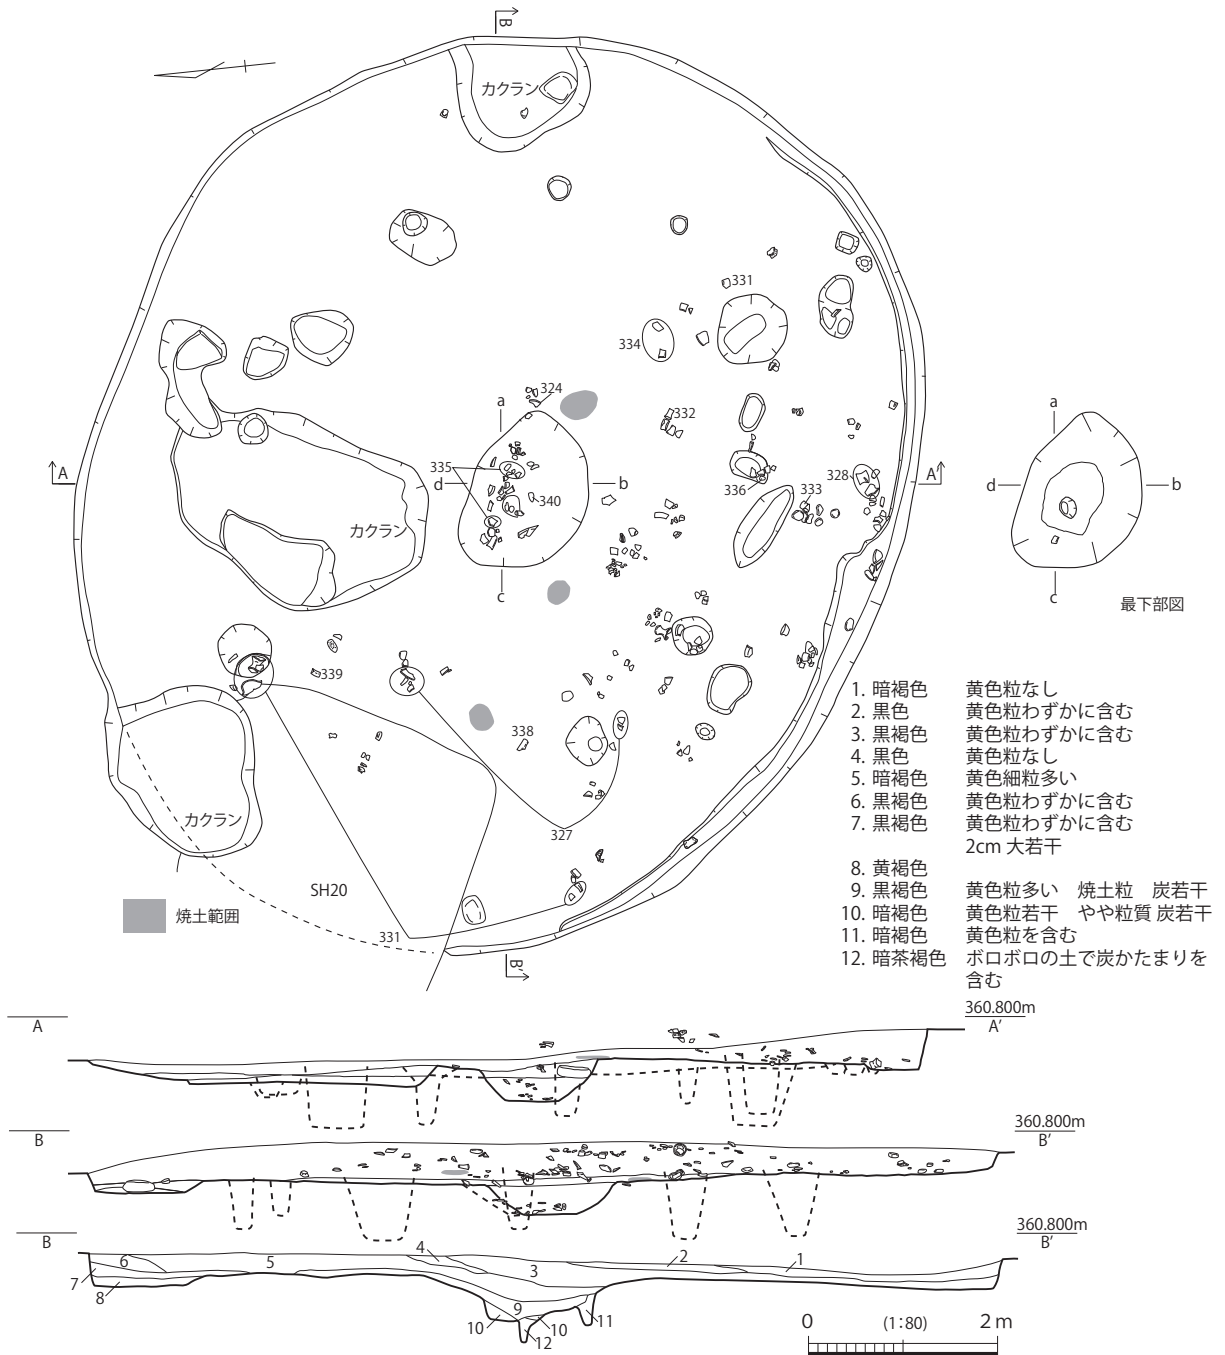 B
カクラン
331
334
324
a
332
335
A
d
b
340
336
333
328
A'
カクラン
c
a
d
b
c
最下部図
339
338
327
カクラン
SH20
焼土範囲
331
B'
1. 暗褐色 黄色粒なし
2. 黒色 黄色粒わずかに含む
3. 黒褐色 黄色粒わずかに含む
4. 黒色 黄色粒なし
5. 暗褐色 黄色細粒多い
6. 黒褐色 黄色粒わずかに含む
7. 黒褐色 黄色粒わずかに含む
2cm 大若干
8. 黄褐色
9. 黒褐色 黄色粒多い 焼土粒 炭若干
10. 暗褐色 黄色粒若干 やや粒質 炭若干
11. 暗褐色 黄色粒を含む
12. 暗茶褐色 ボロボロの土で炭かたまりを
含む
A
360.800m
A'
B
360.800m
B'
B
360.800m
B'
4
6
5
3
2
1
7
8
9
10
10
11
12
0 (1:80) 2 m